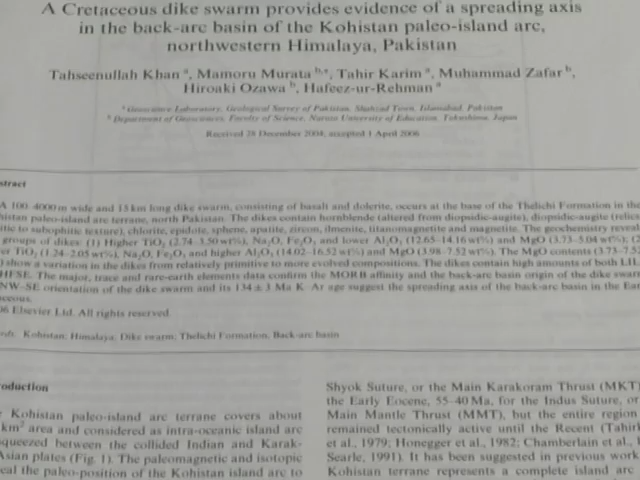 A Cretaceous dike swarm provides evidence of a spreading axis
in the back-arc basin of the Kohistan paleo-island arc,
northwestern Himalaya, Pakistan
Tahseenullah Khan a, Mamoru Murata b,*, Tahir Karim a, Muhammad Zafar b,
Hiroaki Ozawa b, Hafeez-ur-Rehman a
a Geoscience Laboratory, Geological Survey of Pakistan, Shahzad Town, Islamabad, Pakistan
b Department of Geosciences, Faculty of Science, Naruto University of Education, Tokushima, Japan
Received 28 December 2004; accepted 1 April 2006
stract
A 100–4000 m wide and 15 km long dike swarm, consisting of basalt and dolerite, occurs at the base of the Thelichi Formation in the
histan paleo-island arc terrane, north Pakistan. The dikes contain hornblende (altered from diopsidic-augite), diopsidic-augite (relics
itic to subophitic texture), chlorite, epidote, sphene, apatite, zircon, ilmenite, titanomagnetite and magnetite. The geochemistry reveals
groups of dikes: (1) Higher TiO2 (2.74–3.50 wt%), Na2O, Fe2O3 and lower Al2O3 (12.65–14.16 wt%) and MgO (3.73–5.04 wt%); (2
wer TiO2 (1.24–2.05 wt%), Na2O, Fe2O3 and higher Al2O3 (14.02–16.52 wt%) and MgO (3.98–7.52 wt%). The MgO contents (3.73–7.52
) show a variation in the dikes from relatively primitive to more evolved compositions. The dikes contain high amounts of both LIL
HFSE. The major, trace and rare-earth elements data confirm the MORB affinity and the back-arc basin origin of the dike swarm
NW–SE orientation of the dike swarm and its 134 ± 3 Ma K–Ar age suggest the spreading axis of the back-arc basin in the Early
aceous.
06 Elsevier Ltd. All rights reserved.
ords: Kohistan; Himalaya; Dike swarm; Thelichi Formation; Back-arc basin
roduction
Kohistan paleo-island arc terrane covers about
km2 area and considered as intra-oceanic island arc
queezed between the collided Indian and Karak-
Asian plates (Fig. 1). The paleomagnetic and isotopic
eal the paleo-position of the Kohistan island arc to
Shyok Suture, or the Main Karakoram Thrust (MKT)
the Early Eocene, 55–40 Ma, for the Indus Suture, or
Main Mantle Thrust (MMT), but the entire region
remained tectonically active until the Recent (Tahirk
et al., 1979; Honegger et al., 1982; Chamberlain et al.,
Searle, 1991). It has been suggested in previous work
Kohistan terrane represents a complete island arc